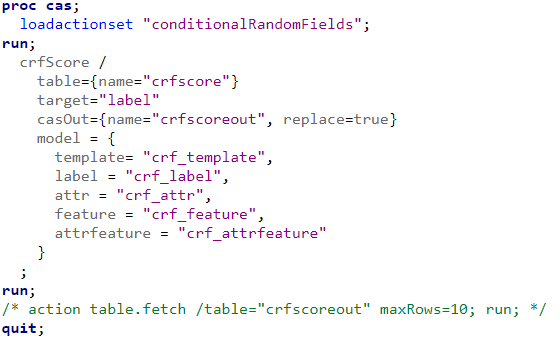 proc cas;
  loadactionset "conditionalRandomFields";
run;
  crfScore /
    table={name="crfscore"}
    target="label"
    casOut={name="crfscoreout", replace=true}
    model = {
      template= "crf_template",
      label = "crf_label",
      attr = "crf_attr",
      feature = "crf_feature",
      attrfeature = "crf_attrfeature"
    }
  ;
run;
/* action table.fetch /table="crfscoreout" maxRows=10; run; */
quit;